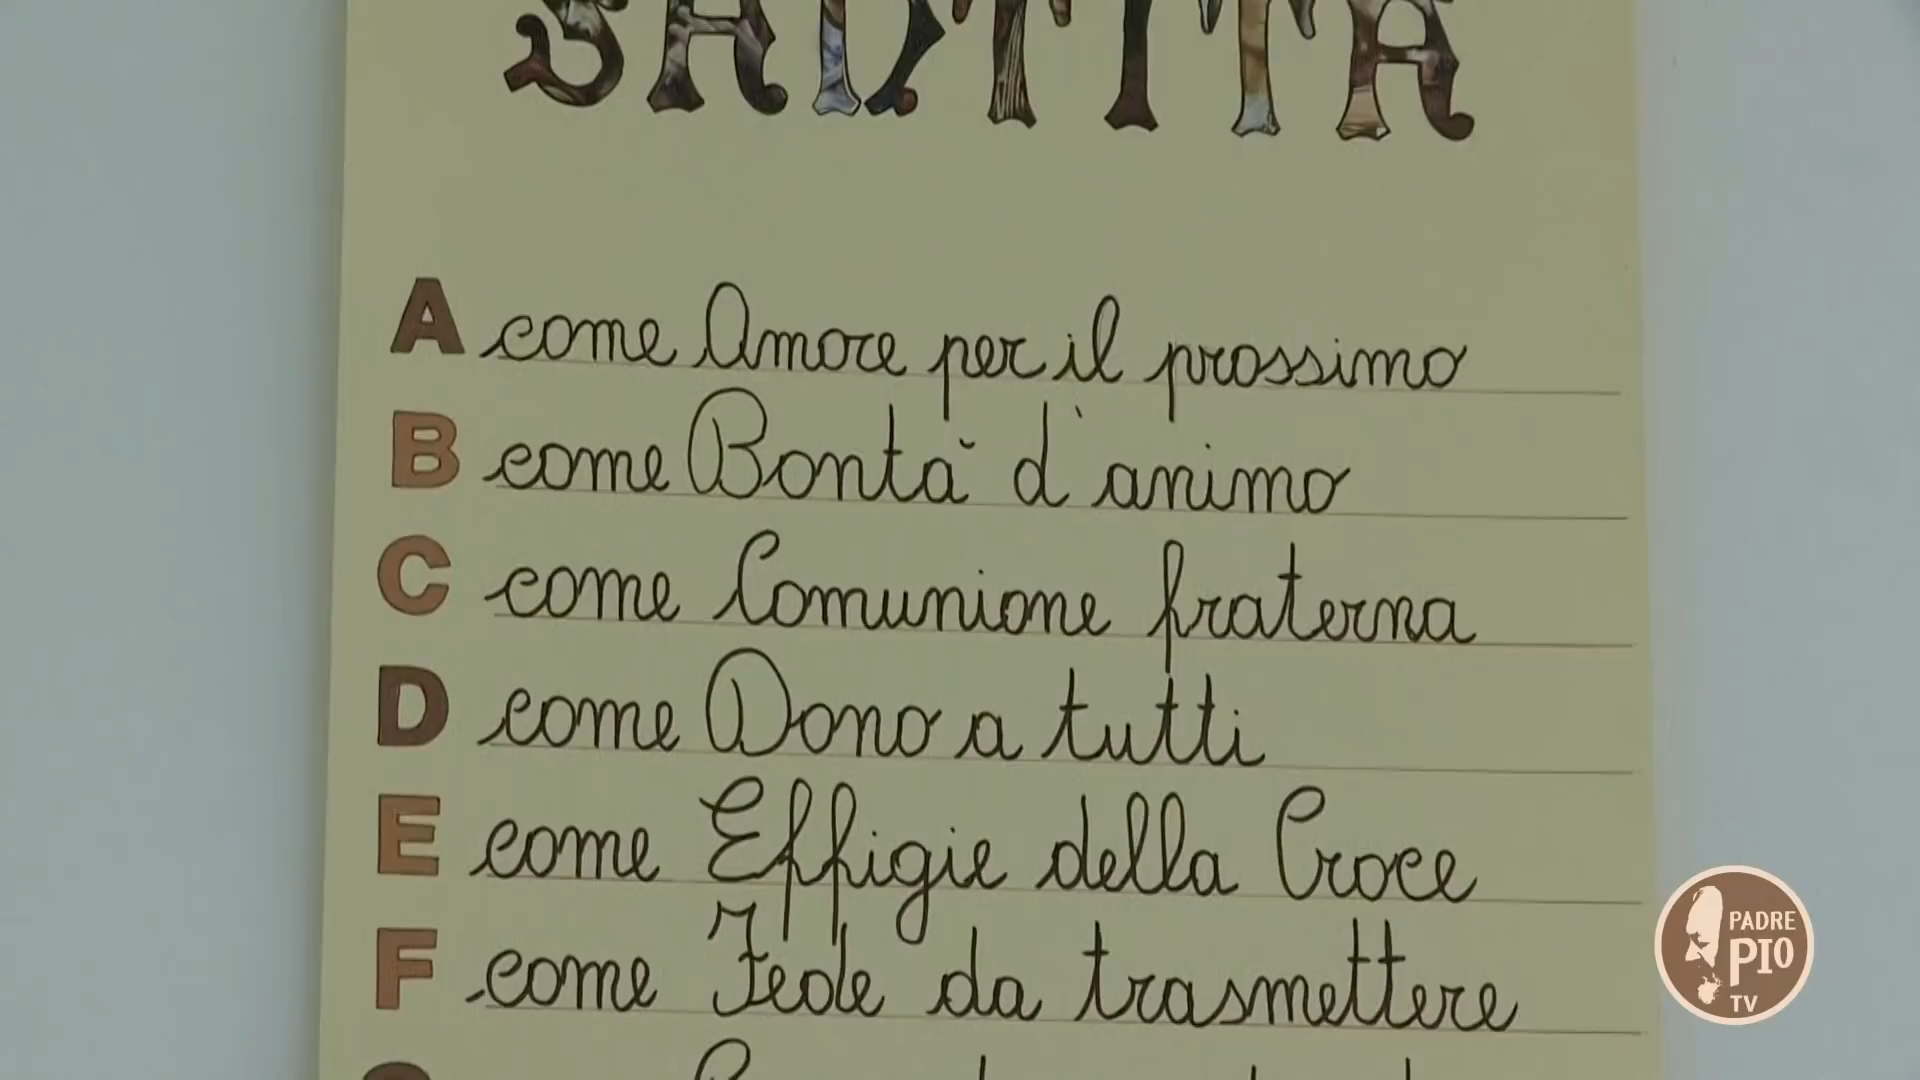 SANTITÀ
A come Amore per il prossimo
B come Bontà d'animo
C come Comunione fraterna
D come Dono a tutti
E come Effigie della Croce
F come Fede da trasmettere
PADRE
PIO
TV